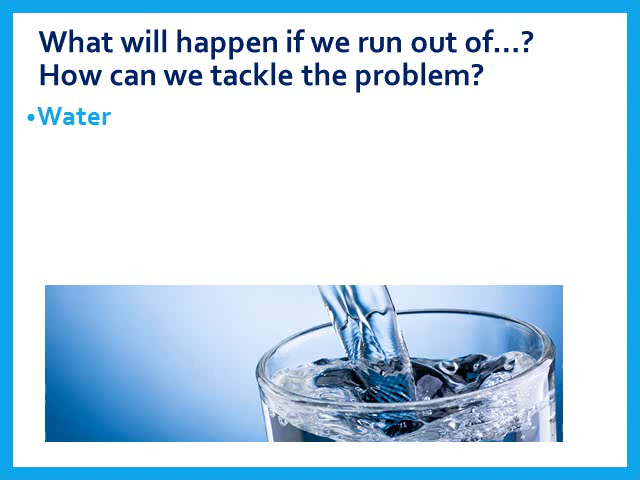 What will happen if we run out of...?
How can we tackle the problem?
•Water